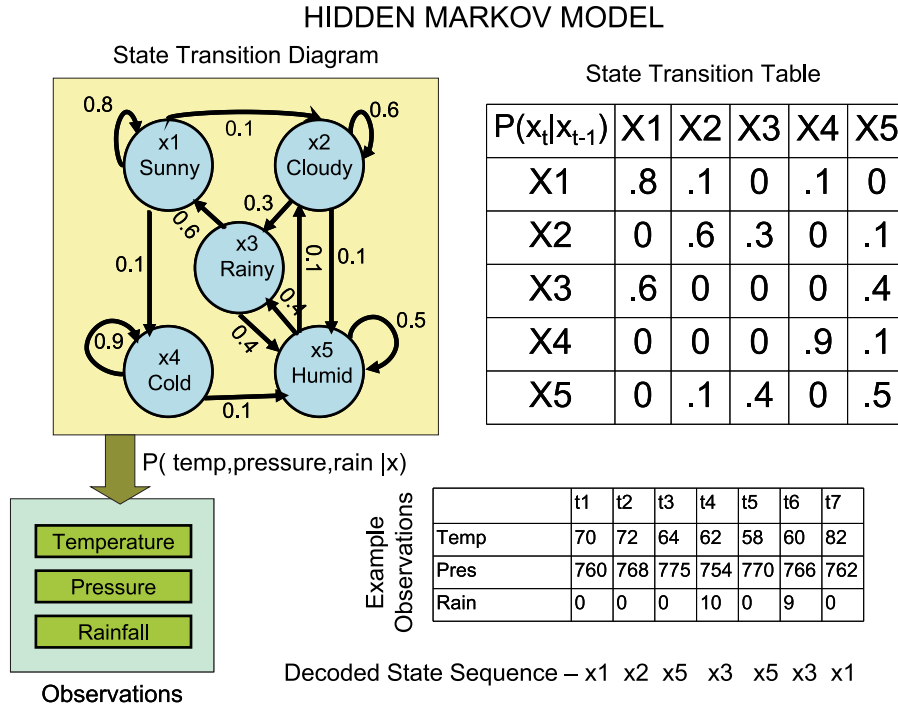 HIDDEN MARKOV MODEL
State Transition Diagram
0.8
0.1
0.6
x1
Sunny
x2
Cloudy
0.3
0.6
x3
Rainy
0.1
0.1
0.1
0.4
0.4
0.5
0.9
x4
Cold
x5
Humid
0.1
P( temp,pressure,rain |x)
Temperature
Pressure
Rainfall
Observations
State Transition Table
P(xt|xt-1) X1 X2 X3 X4 X5
X1 .8 .1 0 .1 0
X2 0 .6 .3 0 .1
X3 .6 0 0 0 .4
X4 0 0 0 .9 .1
X5 0 .1 .4 0 .5
Example
Observations
t1 t2 t3 t4 t5 t6 t7
Temp 70 72 64 62 58 60 82
Pres 760 768 775 754 770 766 762
Rain 0 0 0 10 0 9 0
Decoded State Sequence – x1 x2 x5 x3 x5 x3 x1